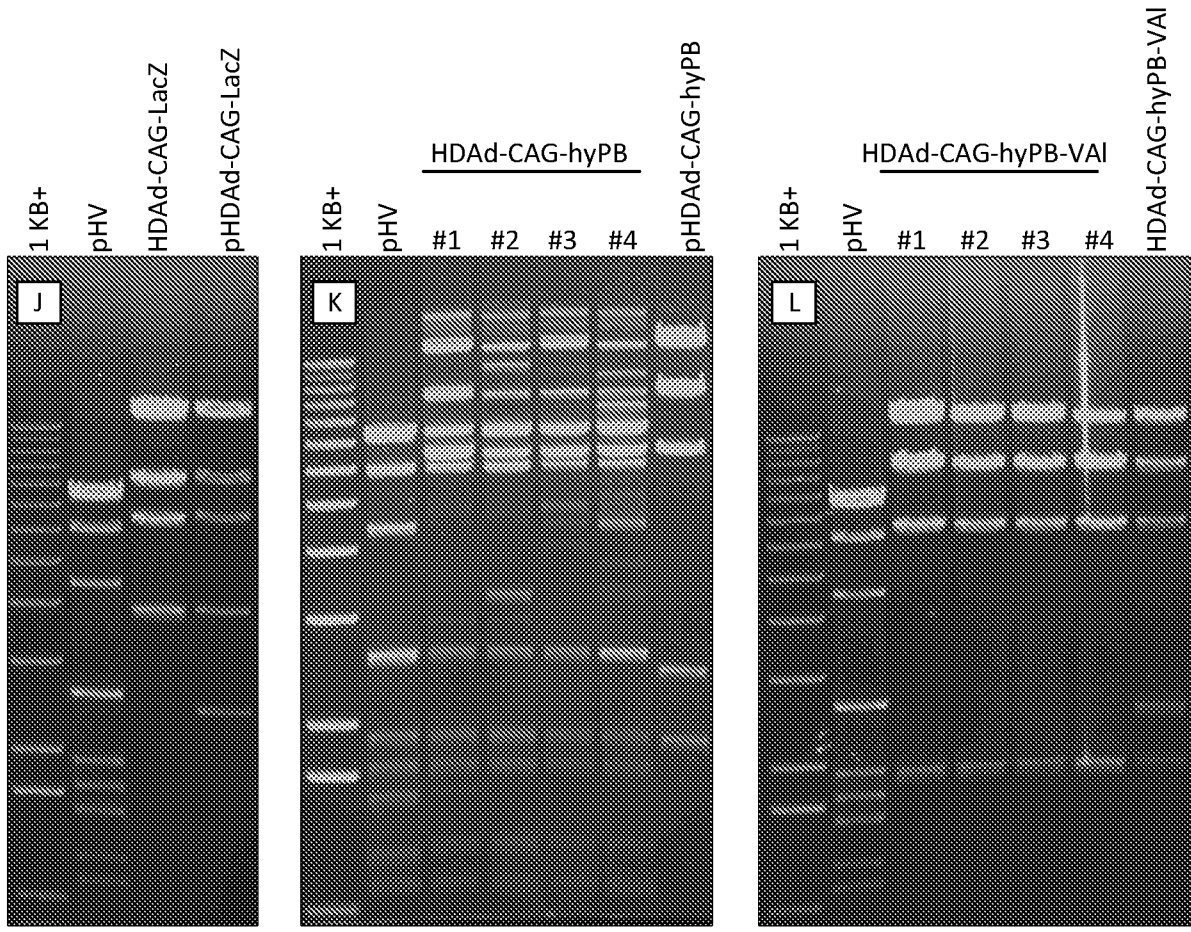 1 KB+
pHV
HDAd-CAG-LacZ
pHDAd-CAG-LacZ
J
1 KB+
pHV
HDAd-CAG-hyPB
#1 #2 #3 #4
pHDAd-CAG-hyPB
K
1 KB+
pHV
HDAd-CAG-hyPB-VAI
#1 #2 #3 #4
HDAd-CAG-hyPB-VAI
L